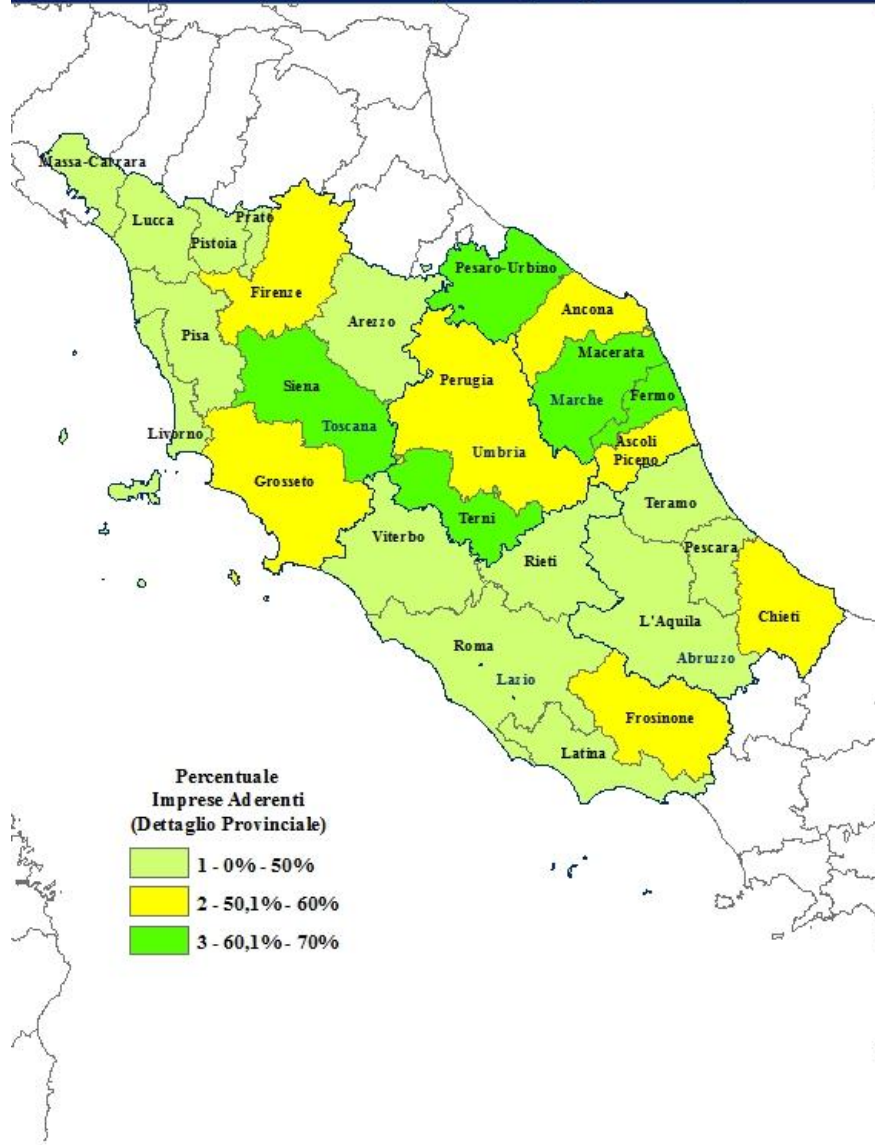 Massa-Carrara
Lucca
Prato
Pistoia
Pesaro-Urbino
Firenze
Ancona
Arezzo
Pisa
Macerata
Perugia
Siena
Marche
Fermo
Toscana
Livorno
Ascoli
Piceno
Umbria
Grosseto
Teramo
Terni
Viterbo
Pescara
Rieti
Chieti
L'Aquila
Roma
Abruzzo
Lazio
Frosinone
Latina
Percentuale
Imprese Aderenti
(Dettaglio Provinciale)
1 - 0% - 50%
2 - 50,1% - 60%
3 - 60,1% - 70%